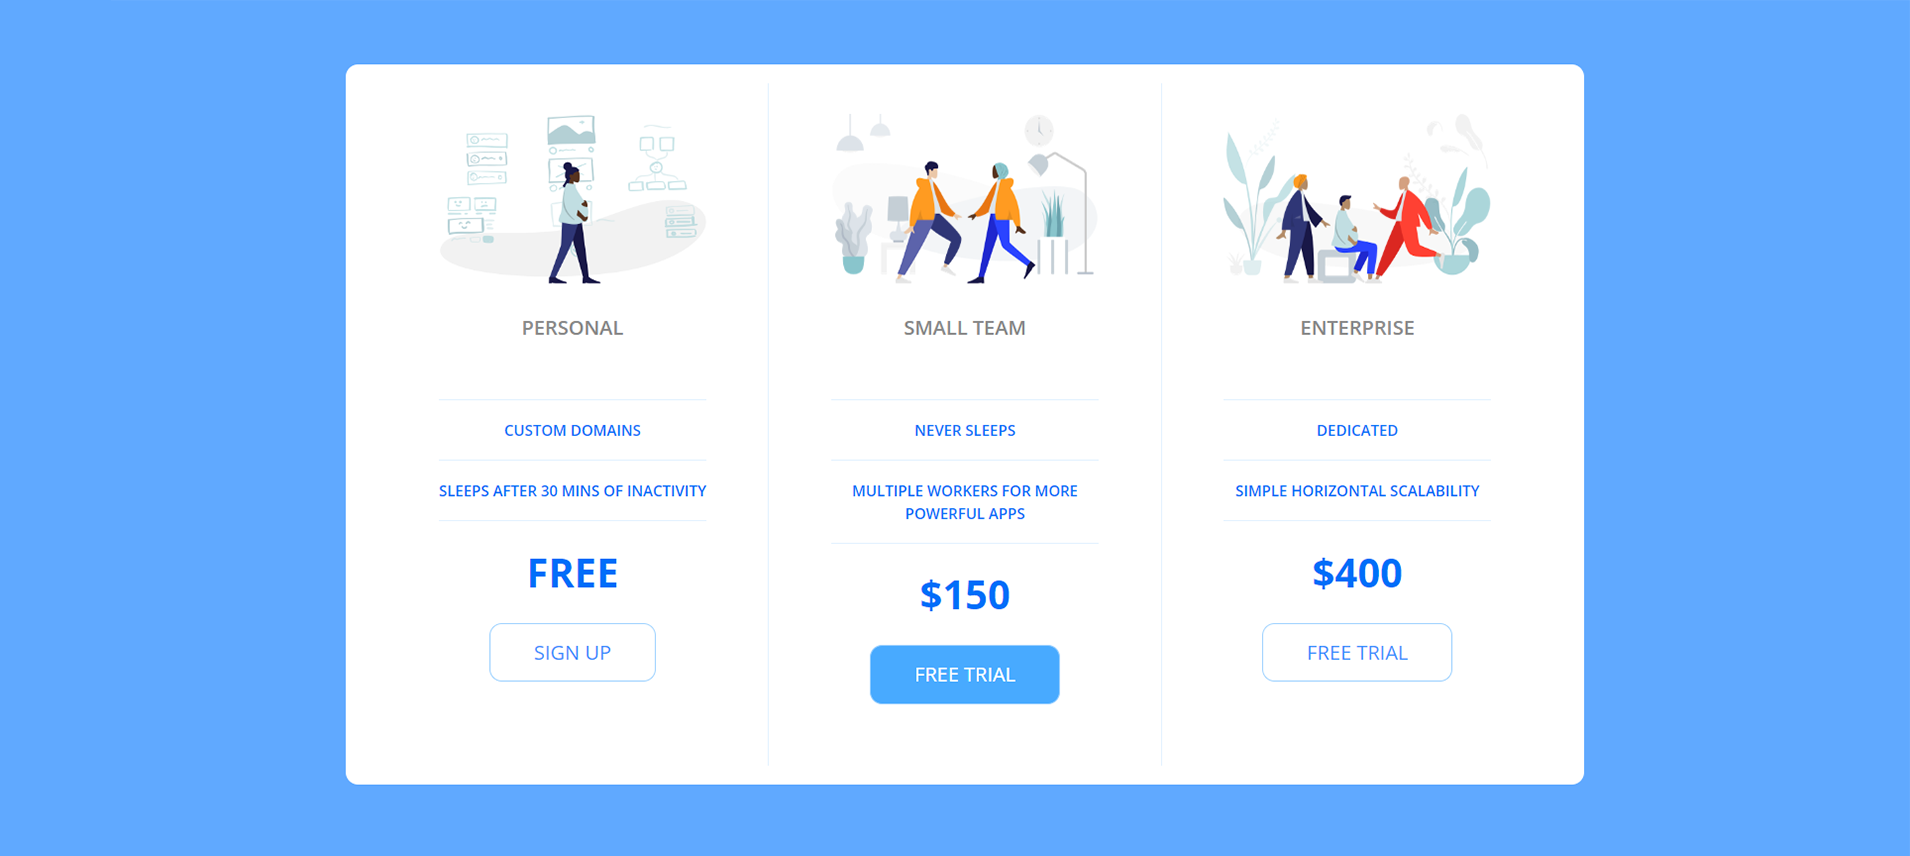 PERSONAL
CUSTOM DOMAINS
SLEEPS AFTER 30 MINS OF INACTIVITY
FREE
SIGN UP
SMALL TEAM
NEVER SLEEPS
MULTIPLE WORKERS FOR MORE
POWERFUL APPS
$150
FREE TRIAL
ENTERPRISE
DEDICATED
SIMPLE HORIZONTAL SCALABILITY
$400
FREE TRIAL